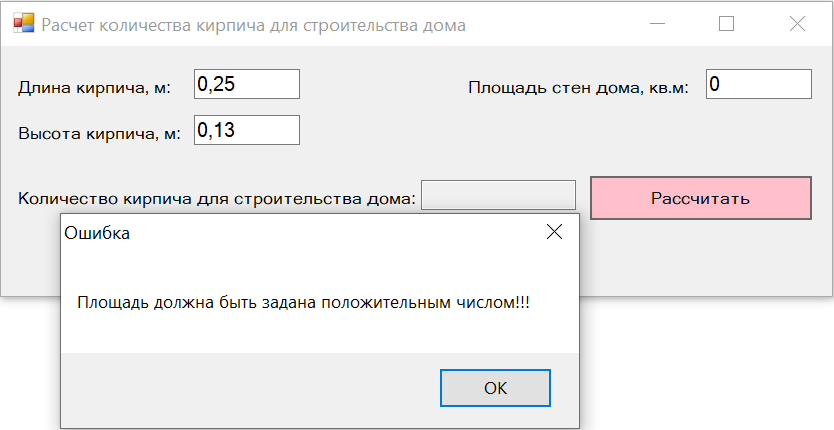 Расчет количества кирпича для строительства дома
Длина кирпича, м: 0,25 Площадь стен дома, кв.м: 0
Высота кирпича, м: 0,13
Количество кирпича для строительства дома: Рассчитать
Ошибка
Площадь должна быть задана положительным числом!!!
ОК